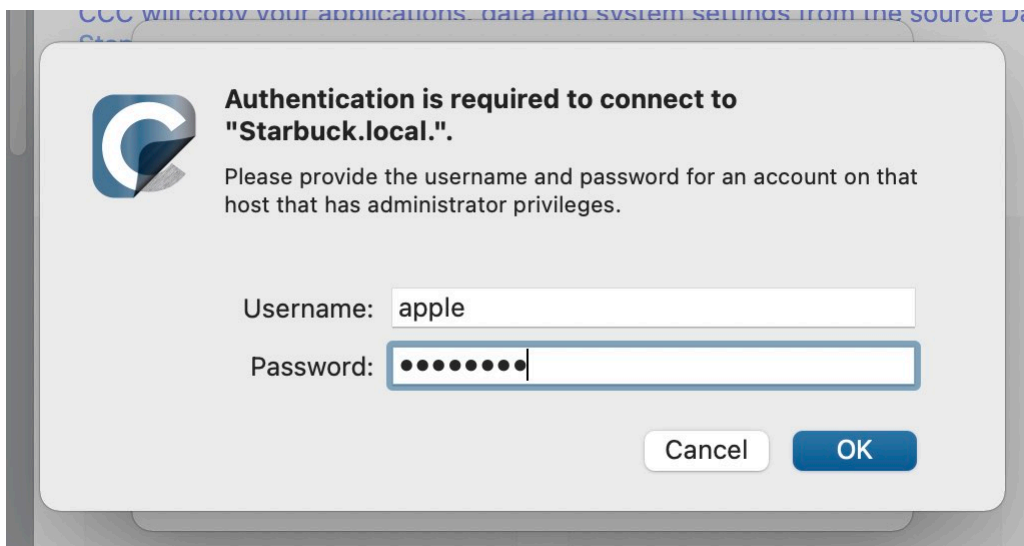 CCC will copy your applications, data and system settings from the source
Authentication is required to connect to
"Starbuck.local.".
Please provide the username and password for an account on that
host that has administrator privileges.
Username: apple
Password: ••••••••
Cancel OK